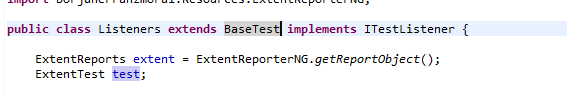 public class Listeners extends BaseTest implements ITestListener {
ExtentReports extent = ExtentReporterNG.getReportObject();
ExtentTest test;